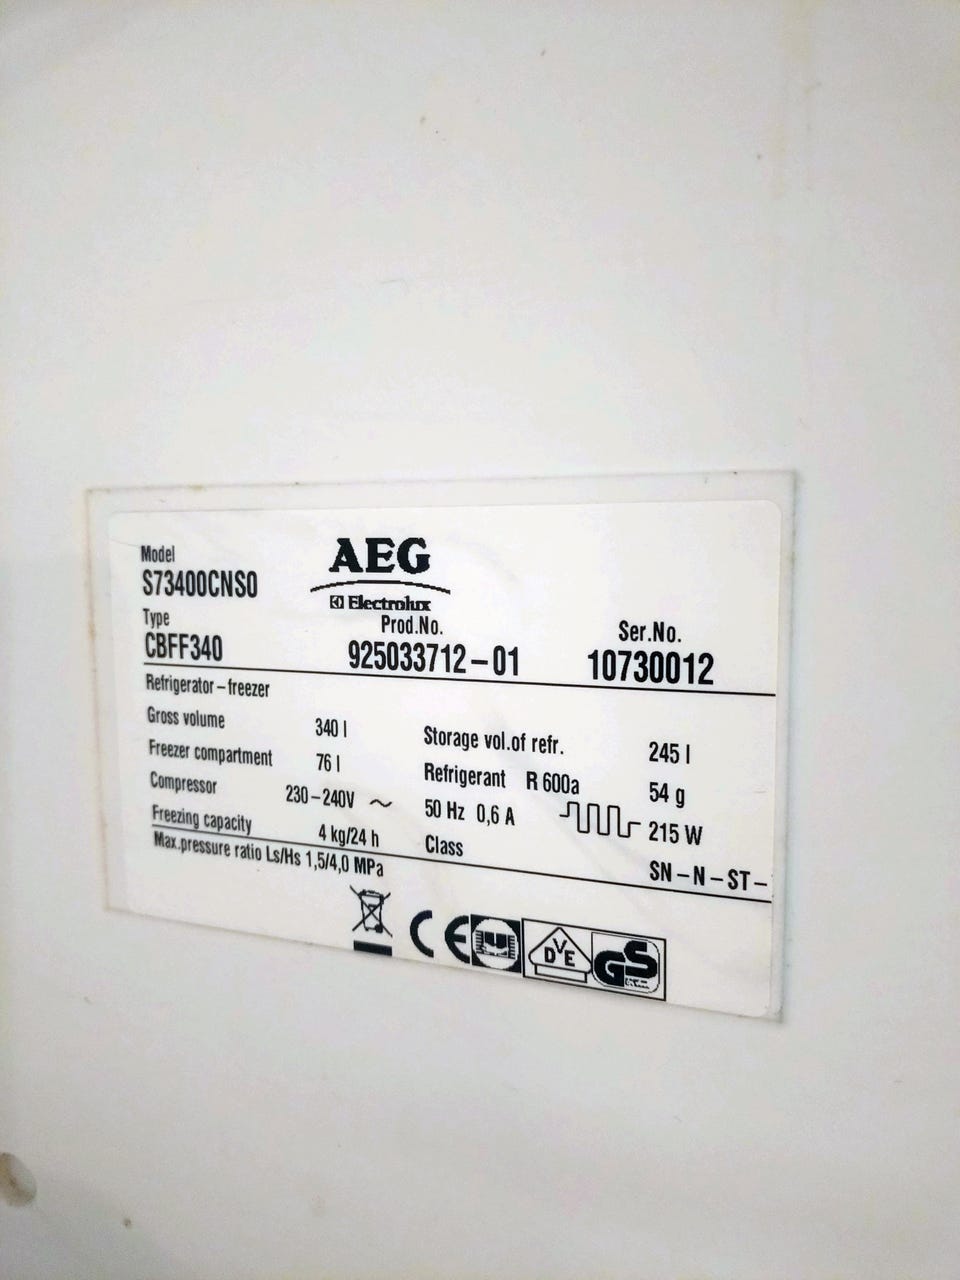 Model
S73400CNS0
AEG
Electrolux
Type
CBFF340
Prod.No.
925033712-01
Ser.No.
10730012
Refrigerator-freezer
Gross volume 340 l
Storage vol.of refr. 245 l
Freezer compartment 76 l
Refrigerant R 600a 54 g
Compressor 230-240V ~
50 Hz 0,6 A 215 W
Freezing capacity 4 kg/24 h
Class SN-N-ST-
Max.pressure ratio Ls/Hs 1,5/4,0 MPa
CE
DVE
GS